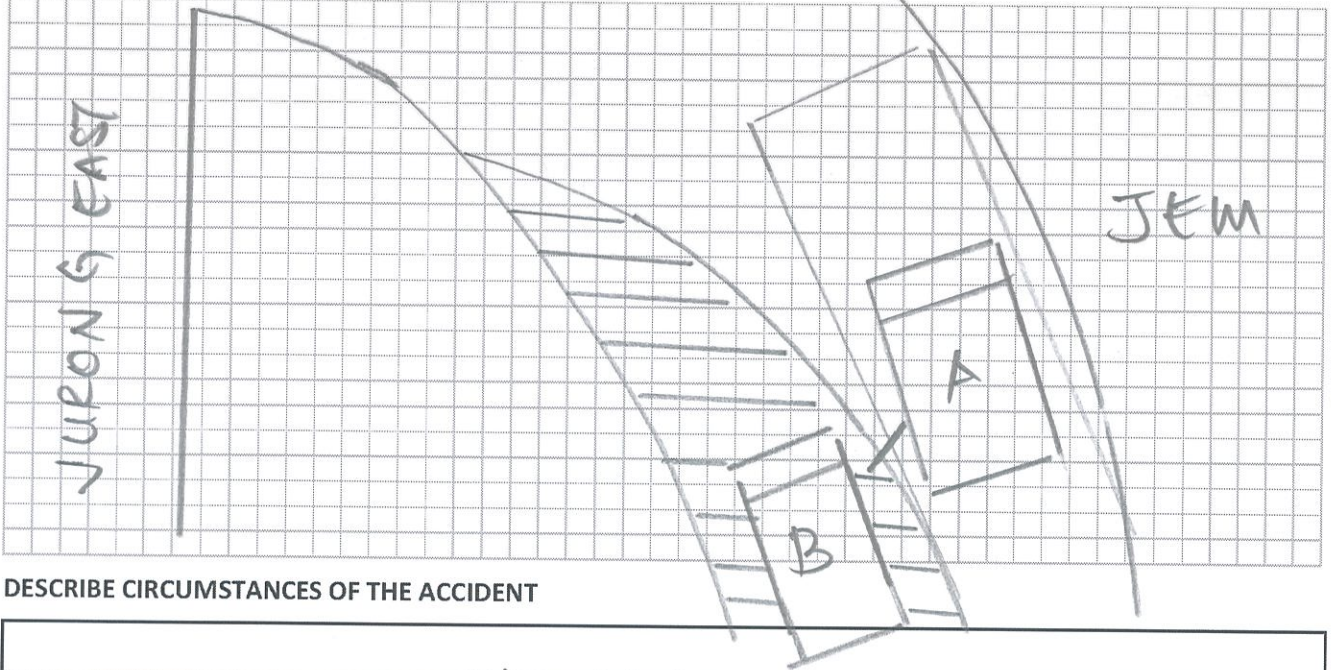 JURONG EAST
JEM
A
B
DESCRIBE CIRCUMSTANCES OF THE ACCIDENT